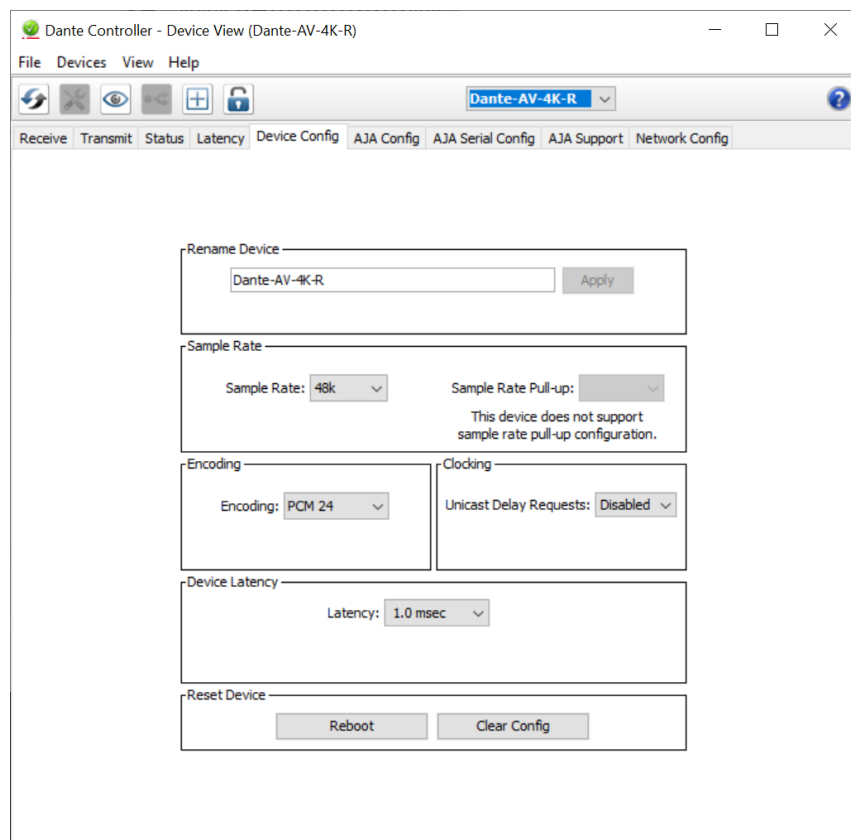 Dante Controller - Device View (Dante-AV-4K-R)
File Devices View Help
Dante-AV-4K-R
?
Receive Transmit Status Latency Device Config AJA Config AJA Serial Config AJA Support Network Config
Rename Device
Dante-AV-4K-R Apply
Sample Rate
Sample Rate: 48k Sample Rate Pull-up:
This device does not support
sample rate pull-up configuration.
Encoding Clocking
Encoding: PCM 24 Unicast Delay Requests: Disabled
Device Latency
Latency: 1.0 msec
Reset Device
Reboot Clear Config